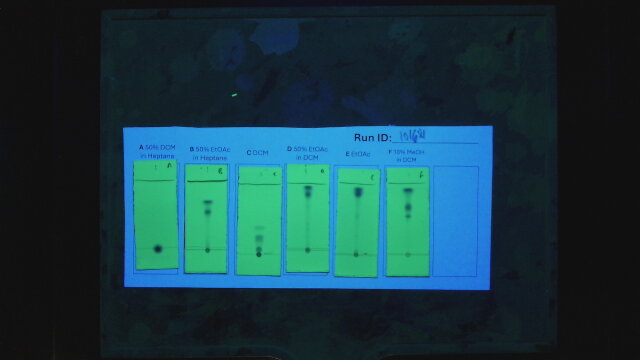 Run ID:
A 50% DCM
in Heptane
B 50% EtOAc
in Heptane
C DCM
D 50% EtOAc
in DCM
E EtOAc
F 10% MeOH
in DCM
A
B
C
D
E
F